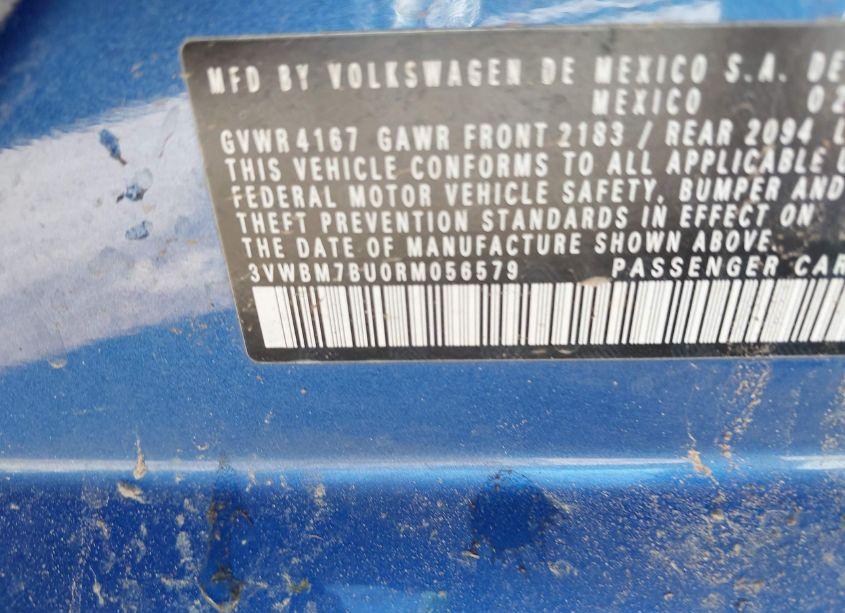 MFD BY VOLKSWAGEN DE MEXICO S.A. DE
MEXICO 02
GVWR 4167 GAWR FRONT 2183 / REAR 2094 L
THIS VEHICLE CONFORMS TO ALL APPLICABLE U
FEDERAL MOTOR VEHICLE SAFETY, BUMPER AND
THEFT PREVENTION STANDARDS IN EFFECT ON
THE DATE OF MANUFACTURE SHOWN ABOVE.
3VWBM7BU0RM056579 PASSENGER CAR